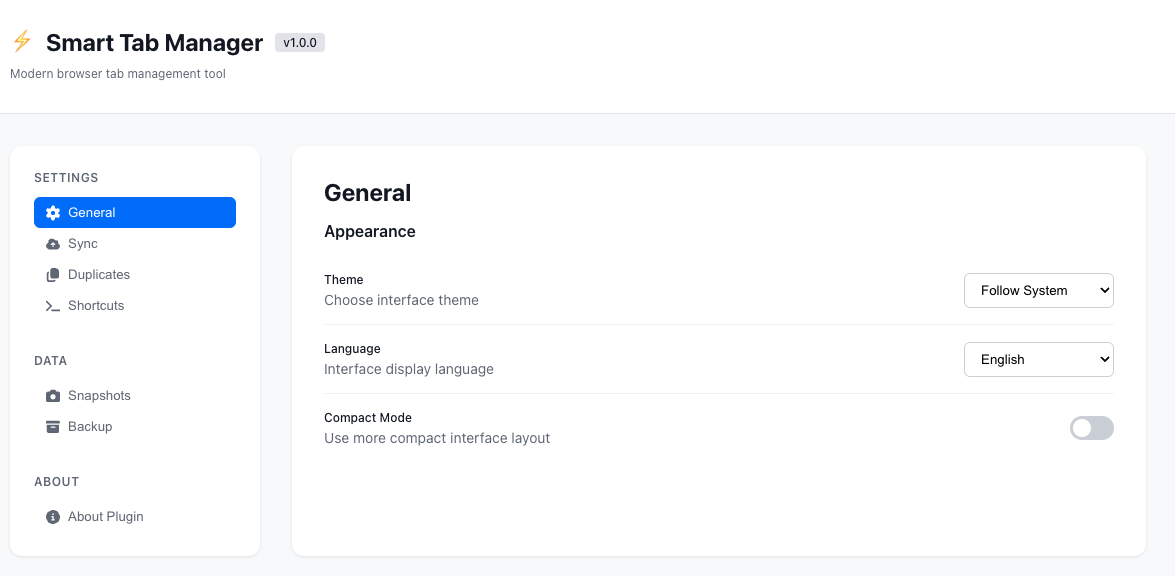 Smart Tab Manager v1.0.0
Modern browser tab management tool
SETTINGS
General
Sync
Duplicates
Shortcuts
DATA
Snapshots
Backup
ABOUT
About Plugin
General
Appearance
Theme
Choose interface theme
Follow System
Language
Interface display language
English
Compact Mode
Use more compact interface layout